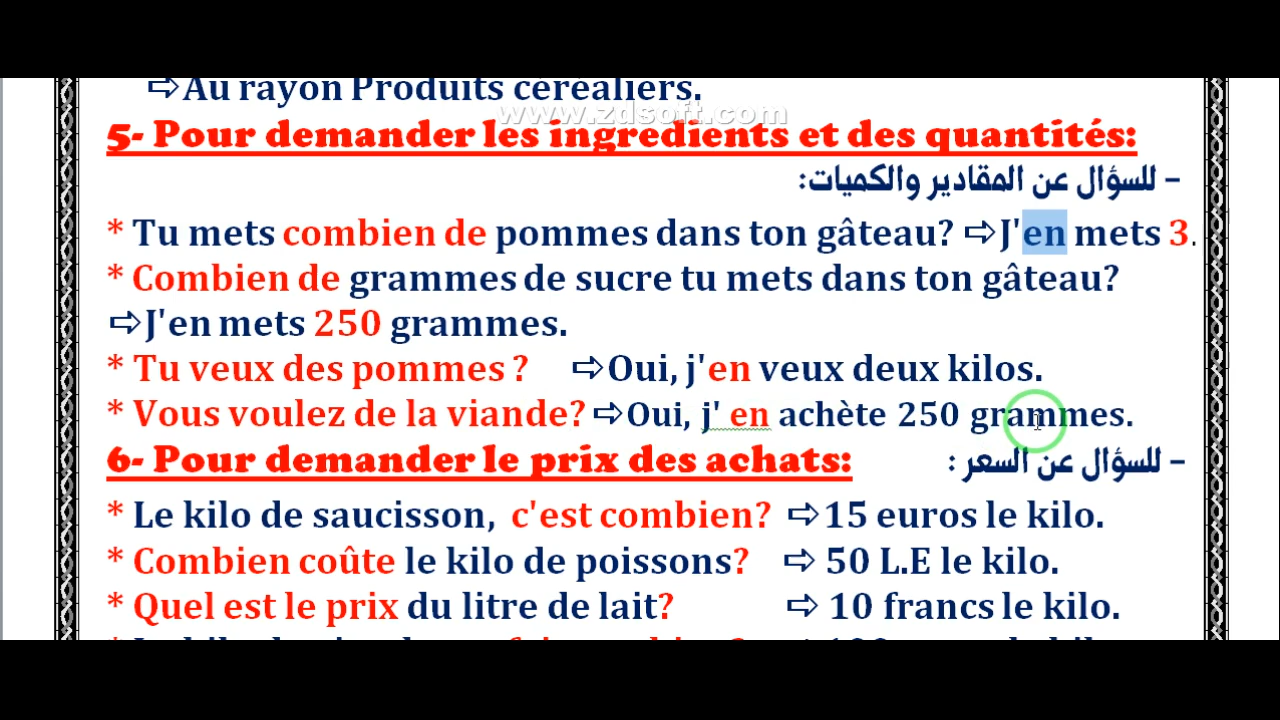 ⇨Au rayon Produits céréaliers.
www.zdsoft.com
5- Pour demander les ingredients et des quantités:
- للسؤال عن المقادير والكميات:
* Tu mets combien de pommes dans ton gâteau? ⇨J'en mets 3.
* Combien de grammes de sucre tu mets dans ton gâteau?
⇨J'en mets 250 grammes.
* Tu veux des pommes ? ⇨Oui, j'en veux deux kilos.
* Vous voulez de la viande? ⇨Oui, j' en achète 250 grammes.
6- Pour demander le prix des achats: - للسؤال عن السعر :
* Le kilo de saucisson, c'est combien? ⇨15 euros le kilo.
* Combien coûte le kilo de poissons? ⇨ 50 L.E le kilo.
* Quel est le prix du litre de lait? ⇨ 10 francs le kilo.